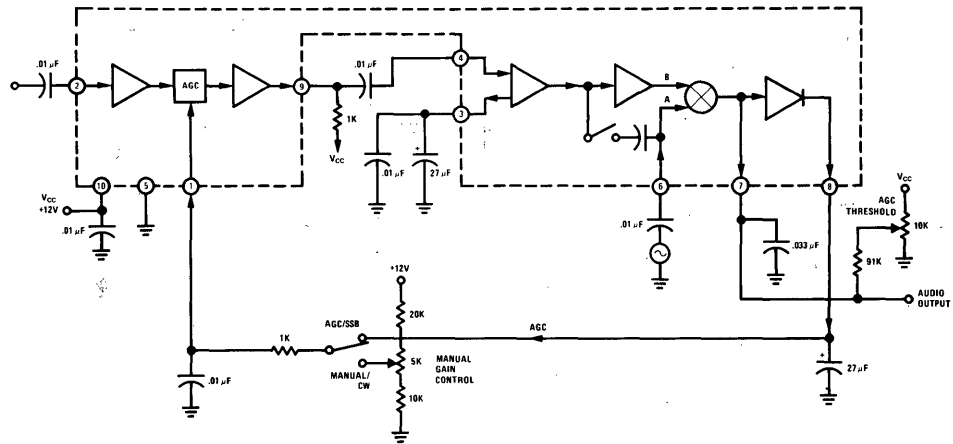 .01 µF
2
AGC
9
.01 µF
4
1K
VCC
3
.01 µF
27 µF
+
B
A
10
5
1
6
7
8
VCC
+12V
.01 µF
.01 µF
.033 µF
VCC
AGC
THRESHOLD
10K
91K
AUDIO
OUTPUT
+12V
20K
AGC/SSB
AGC
1K
5K
MANUAL
GAIN
CONTROL
MANUAL/
CW
10K
.01 µF
+
27 µF